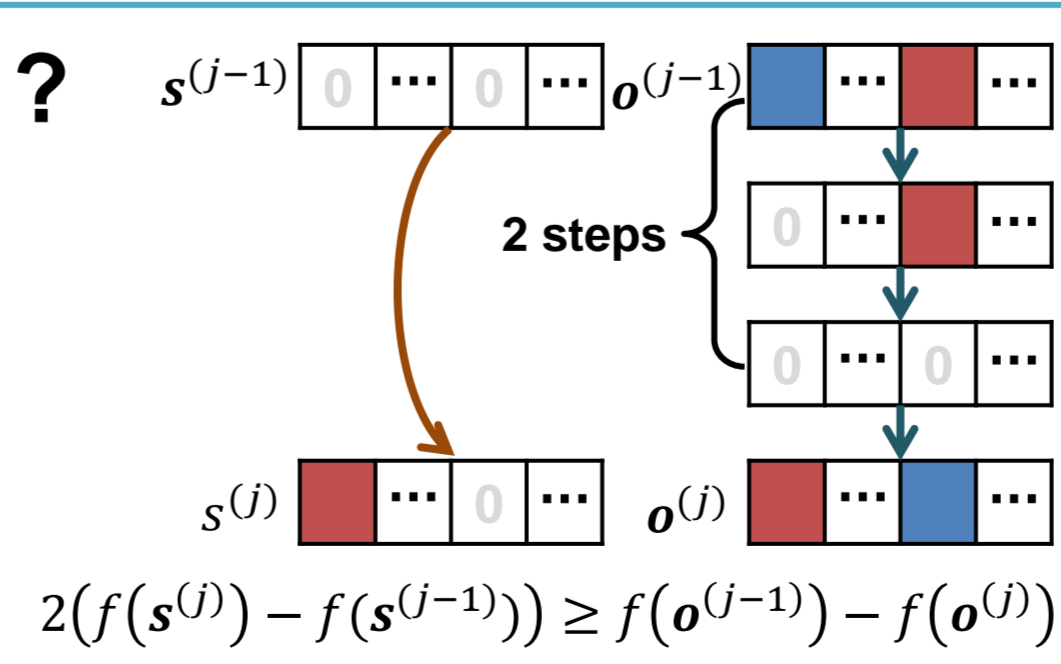 ? s^(j−1) 0 ... 0 ... o^(j−1) ... ...
0 ... ...
2 steps
0 ... 0 ...
s^(j) ... 0 ... o^(j) ... ...
2(f(s^(j)) − f(s^(j−1))) ≥ f(o^(j−1)) − f(o^(j))